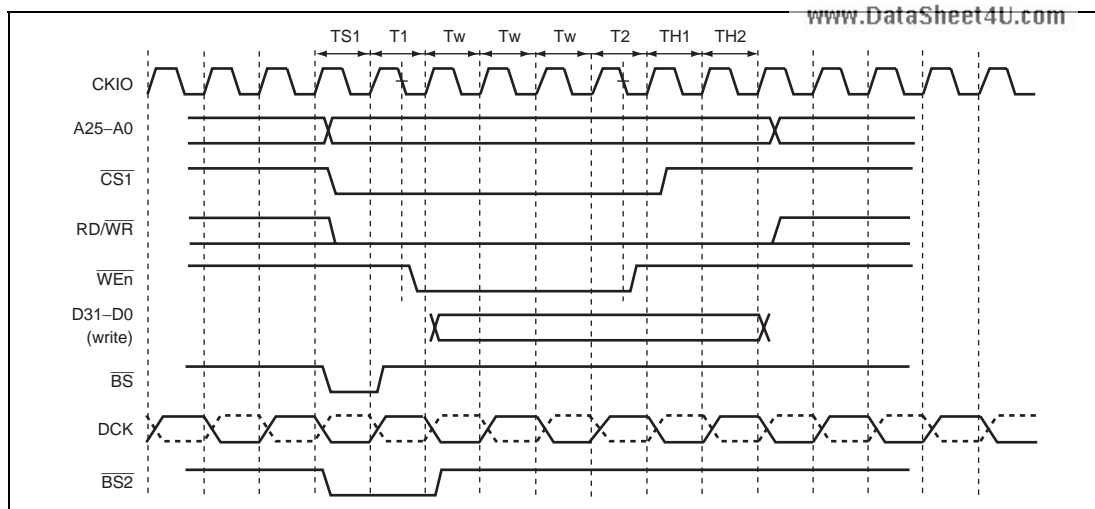 www.DataSheet4U.com
TS1 T1 Tw Tw Tw T2 TH1 TH2
CKIO
A25–A0
CS1
RD/WR
WEn
D31–D0
(write)
BS
DCK
BS2